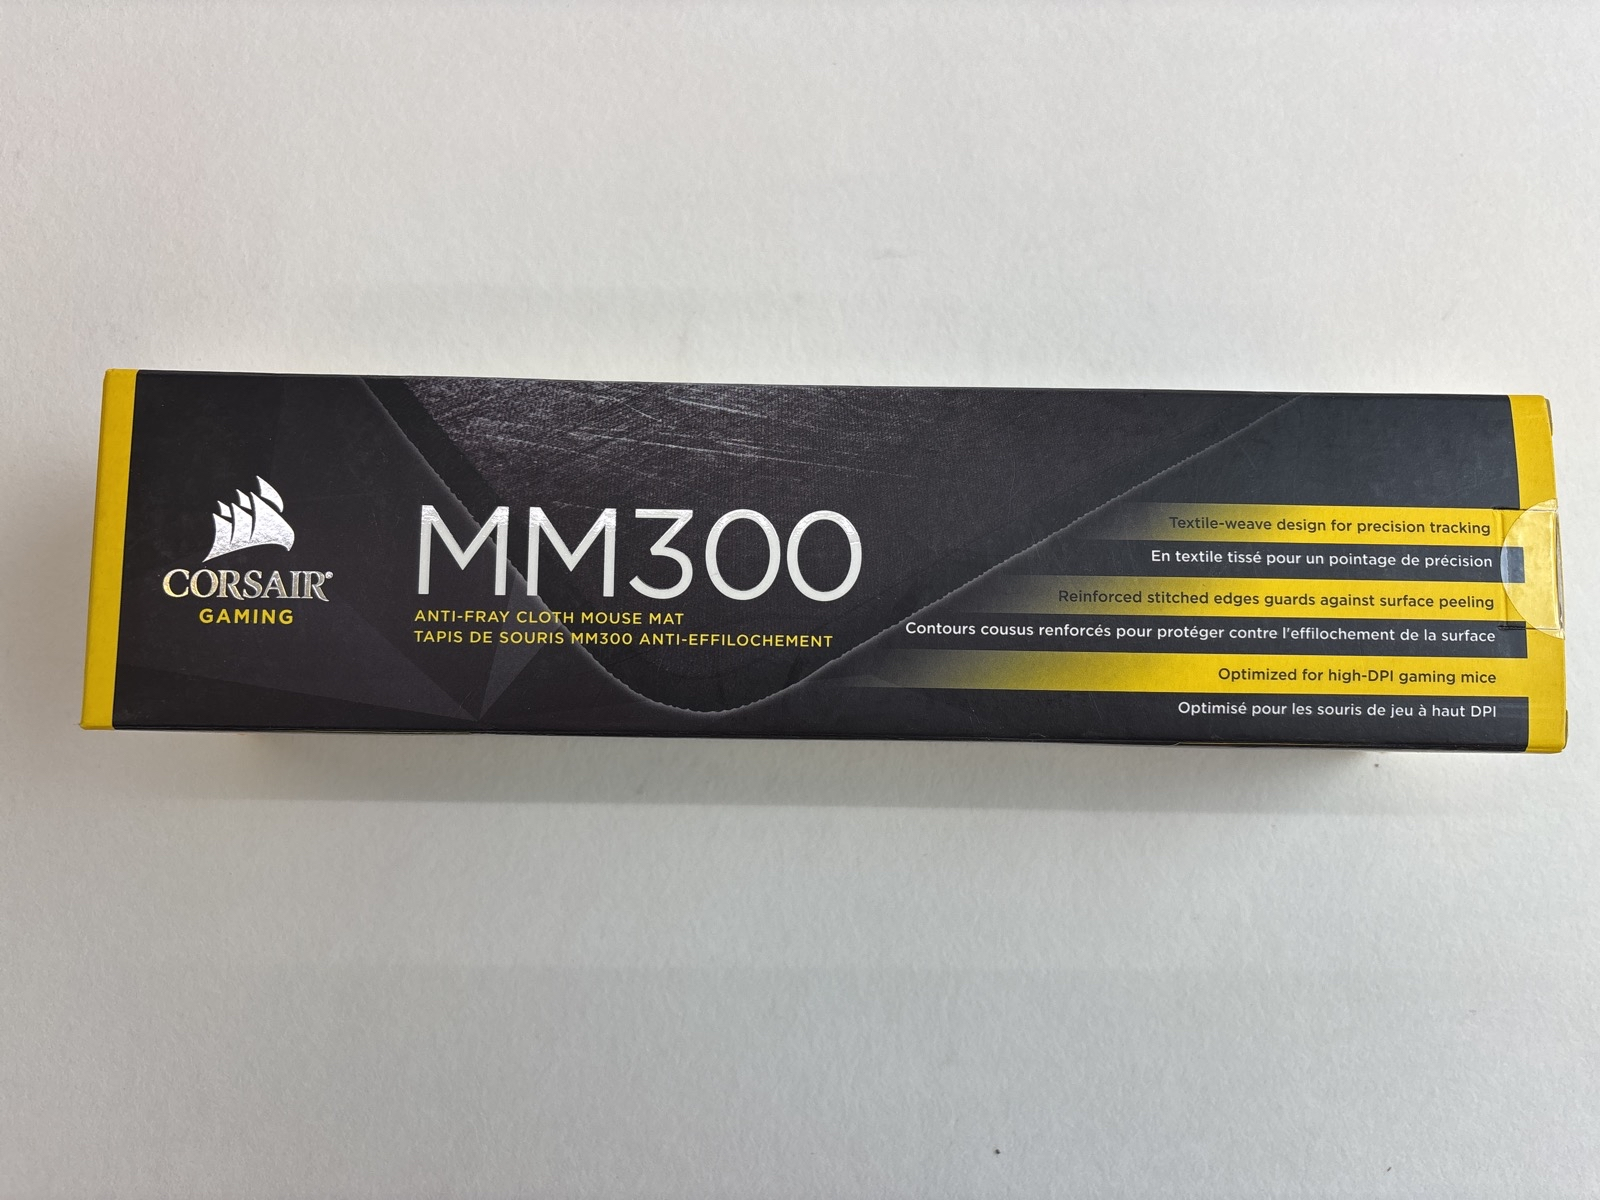 CORSAIR®
GAMING
MM300
ANTI-FRAY CLOTH MOUSE MAT
TAPIS DE SOURIS MM300 ANTI-EFFILOCHEMENT
Textile-weave design for precision tracking
En textile tissé pour un pointage de précision
Reinforced stitched edges guards against surface peeling
Contours cousus renforcés pour protéger contre l'effilochement de la surface
Optimized for high-DPI gaming mice
Optimisé pour les souris de jeu à haut DPI